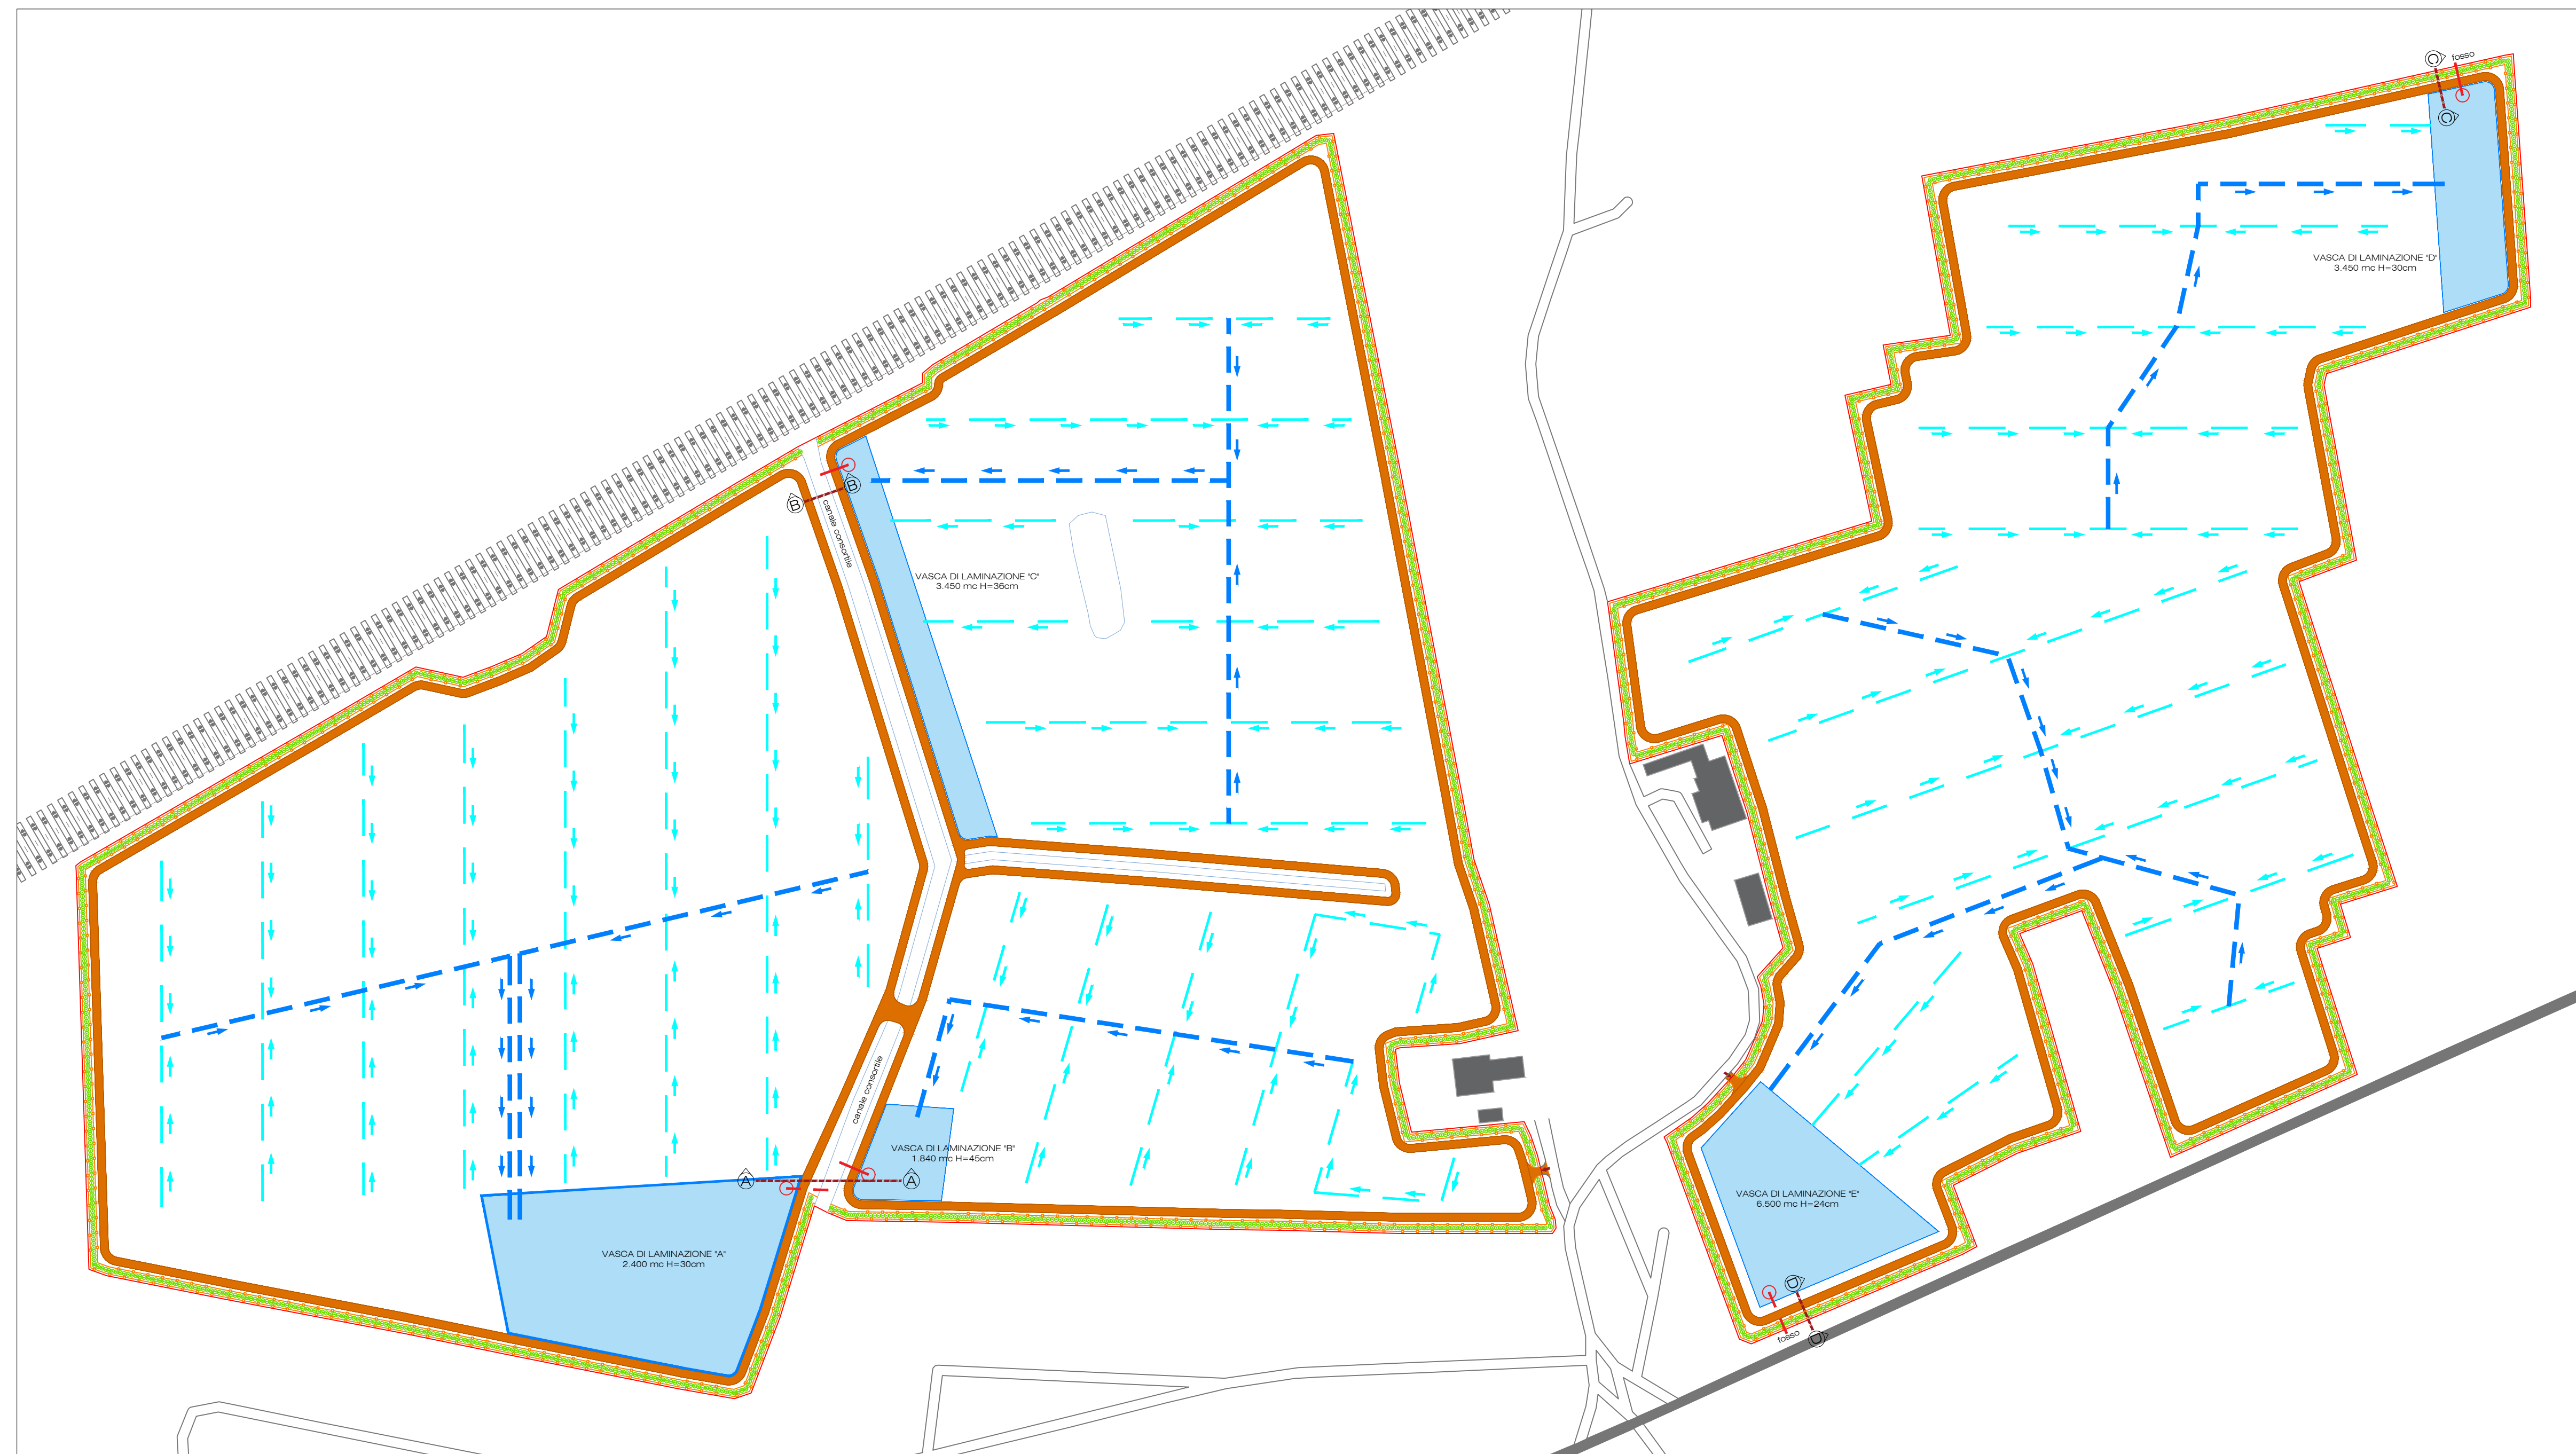 C
fosso
C
VASCA DI LAMINAZIONE "D"
3.450 mc H=30cm
B
B
canale consortile
VASCA DI LAMINAZIONE "C"
3.450 mc H=36cm
canale consortile
VASCA DI LAMINAZIONE "B"
1.840 mc H=45cm
A
A
VASCA DI LAMINAZIONE "E"
6.500 mc H=24cm
VASCA DI LAMINAZIONE "A"
2.400 mc H=30cm
D
fosso
D